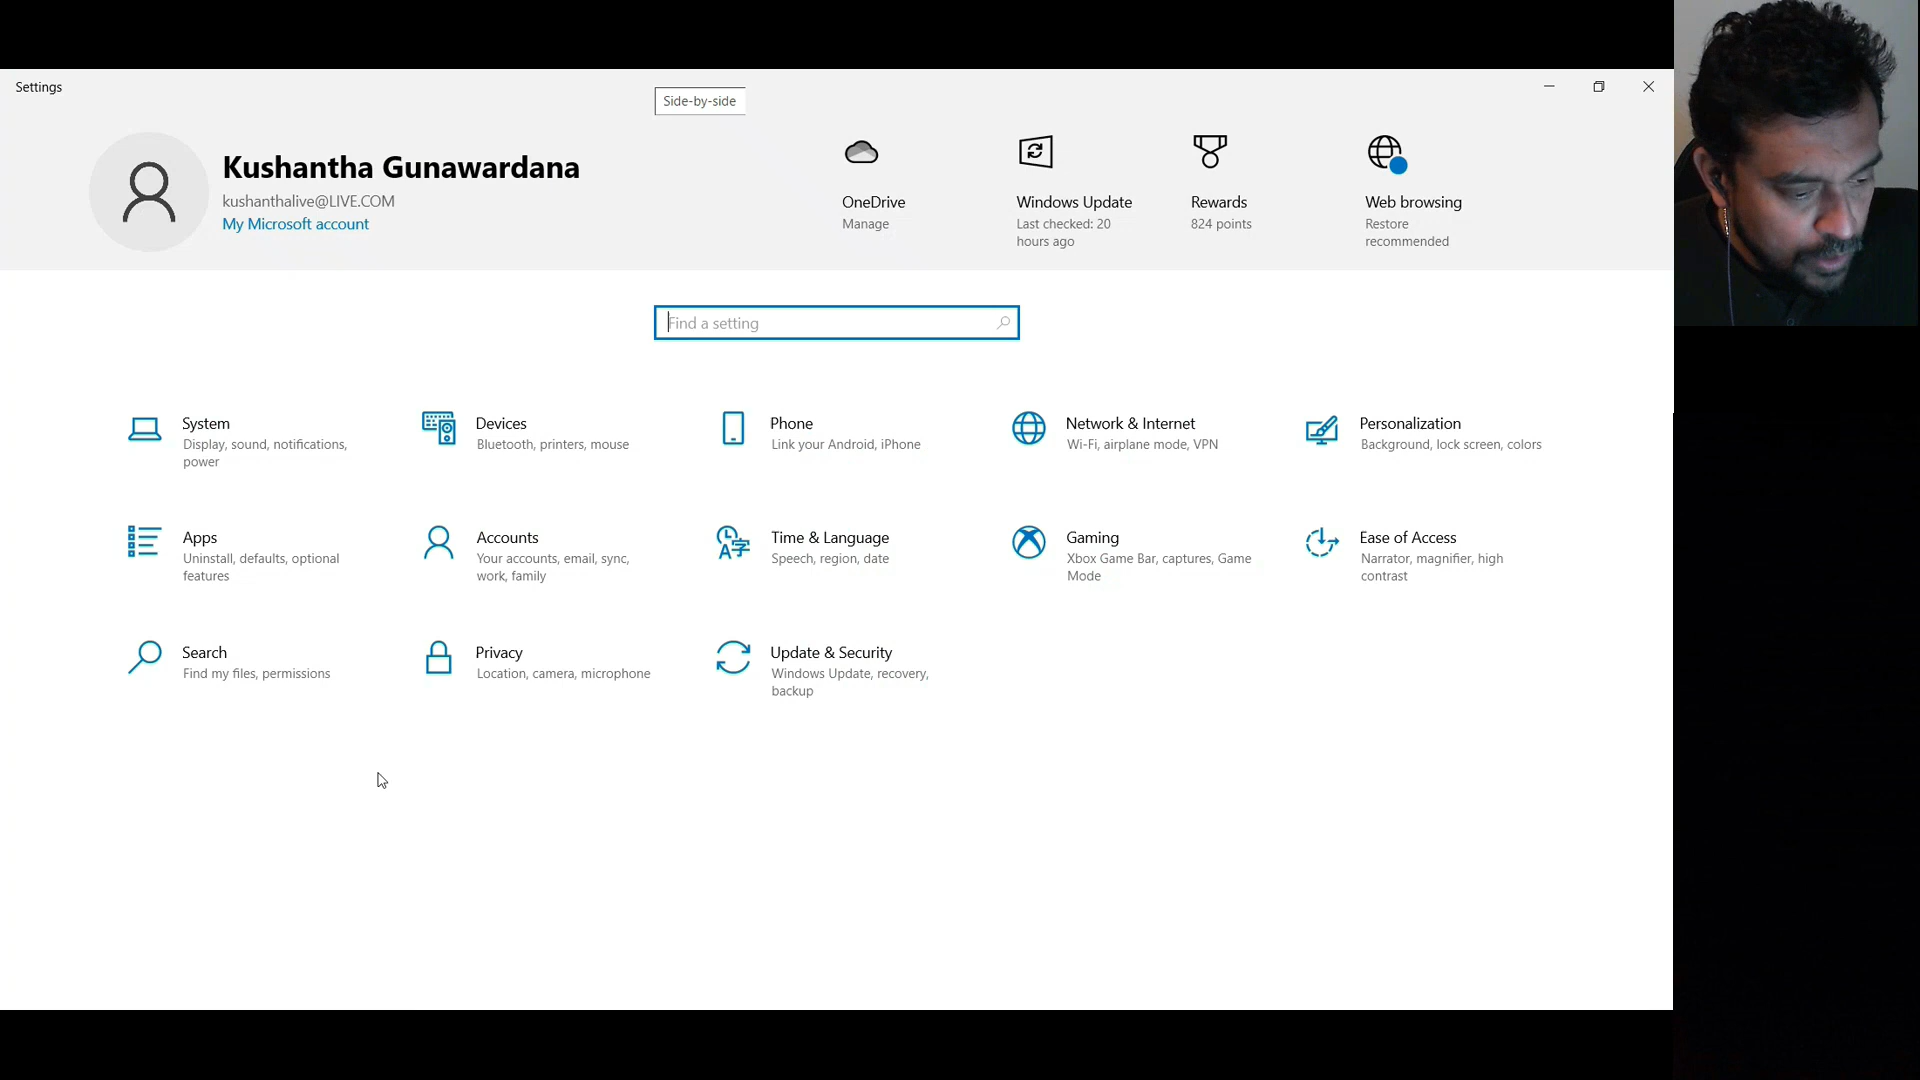 Settings
Side-by-side
Kushantha Gunawardana
kushanthalive@LIVE.COM
My Microsoft account
OneDrive
Manage
Windows Update
Last checked: 20
hours ago
Rewards
824 points
Web browsing
Restore
recommended
Find a setting
System
Display, sound, notifications,
power
Devices
Bluetooth, printers, mouse
Phone
Link your Android, iPhone
Network & Internet
Wi-Fi, airplane mode, VPN
Personalization
Background, lock screen, colors
Apps
Uninstall, defaults, optional
features
Accounts
Your accounts, email, sync,
work, family
Time & Language
Speech, region, date
Gaming
Xbox Game Bar, captures, Game
Mode
Ease of Access
Narrator, magnifier, high
contrast
Search
Find my files, permissions
Privacy
Location, camera, microphone
Update & Security
Windows Update, recovery,
backup